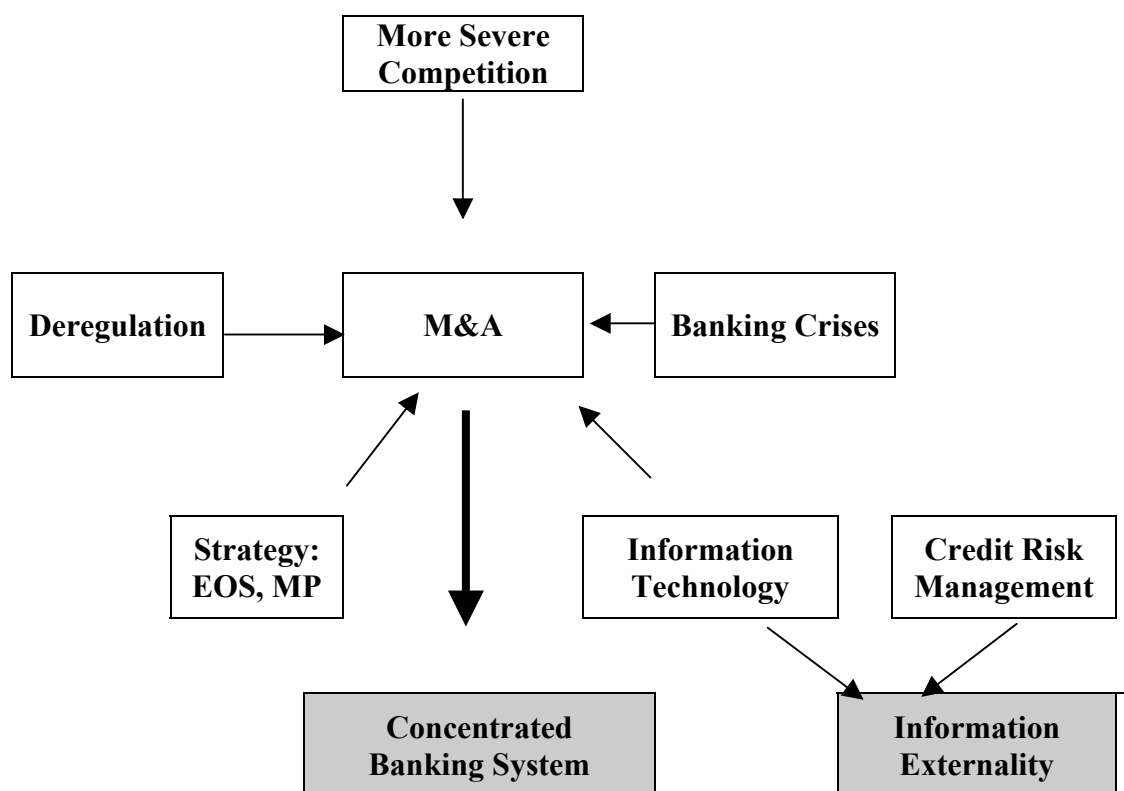 More Severe
Competition
Deregulation
M&A
Banking Crises
Strategy:
EOS, MP
Information
Technology
Credit Risk
Management
Concentrated
Banking System
Information
Externality